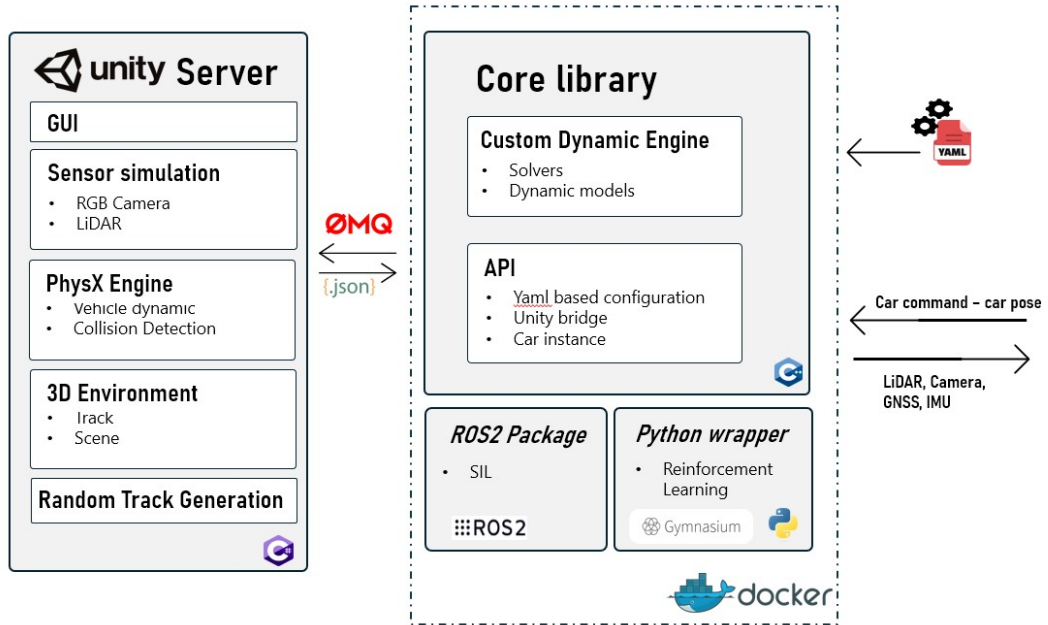 unity Server
GUI
Sensor simulation
• RGB Camera
• LiDAR
PhysX Engine
• Vehicle dynamic
• Collision Detection
3D Environment
• Track
• Scene
Random Track Generation
C#
ØMQ
{.json}
Core library
Custom Dynamic Engine
• Solvers
• Dynamic models
API
• Yaml based configuration
• Unity bridge
• Car instance
C++
ROS2 Package
• SIL
ROS2
Python wrapper
• Reinforcement
Learning
Gymnasium
docker
YAML
Car command – car pose
LiDAR, Camera,
GNSS, IMU